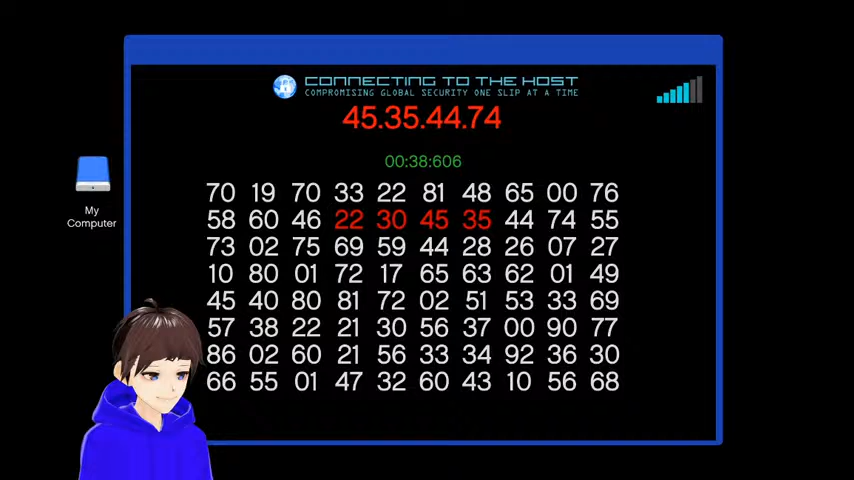 CONNECTING TO THE HOST
COMPROMISING GLOBAL SECURITY ONE SLIP AT A TIME
45.35.44.74
00:38:606
70 19 70 33 22 81 48 65 00 76
58 60 46 22 30 45 35 44 74 55
73 02 75 69 59 44 28 26 07 27
10 80 01 72 17 65 63 62 01 49
45 40 80 81 72 02 51 53 33 69
57 38 22 21 30 56 37 00 90 77
86 02 60 21 56 33 34 92 36 30
66 55 01 47 32 60 43 10 56 68
My
Computer